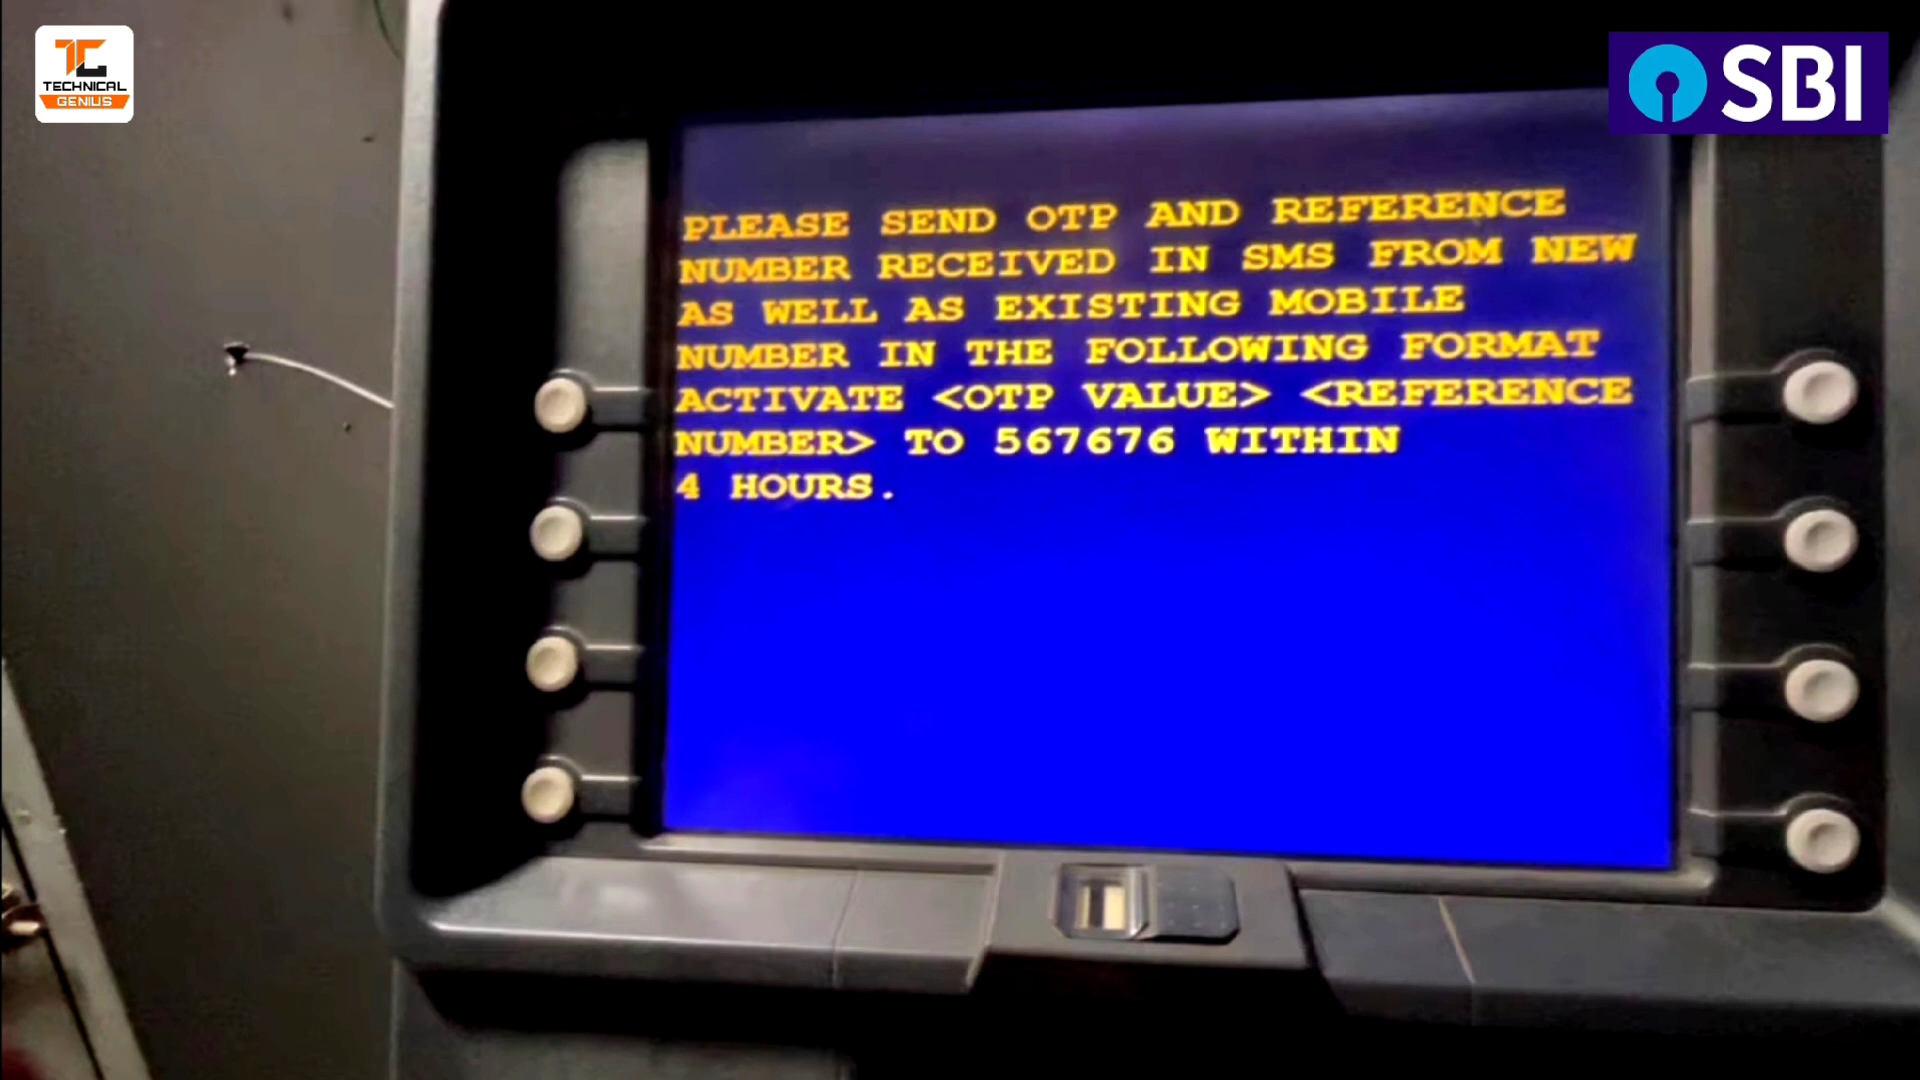 TECHNICAL
GENIUS
SBI
PLEASE SEND OTP AND REFERENCE
NUMBER RECEIVED IN SMS FROM NEW
AS WELL AS EXISTING MOBILE
NUMBER IN THE FOLLOWING FORMAT
ACTIVATE <OTP VALUE> <REFERENCE
NUMBER> TO 567676 WITHIN
4 HOURS.